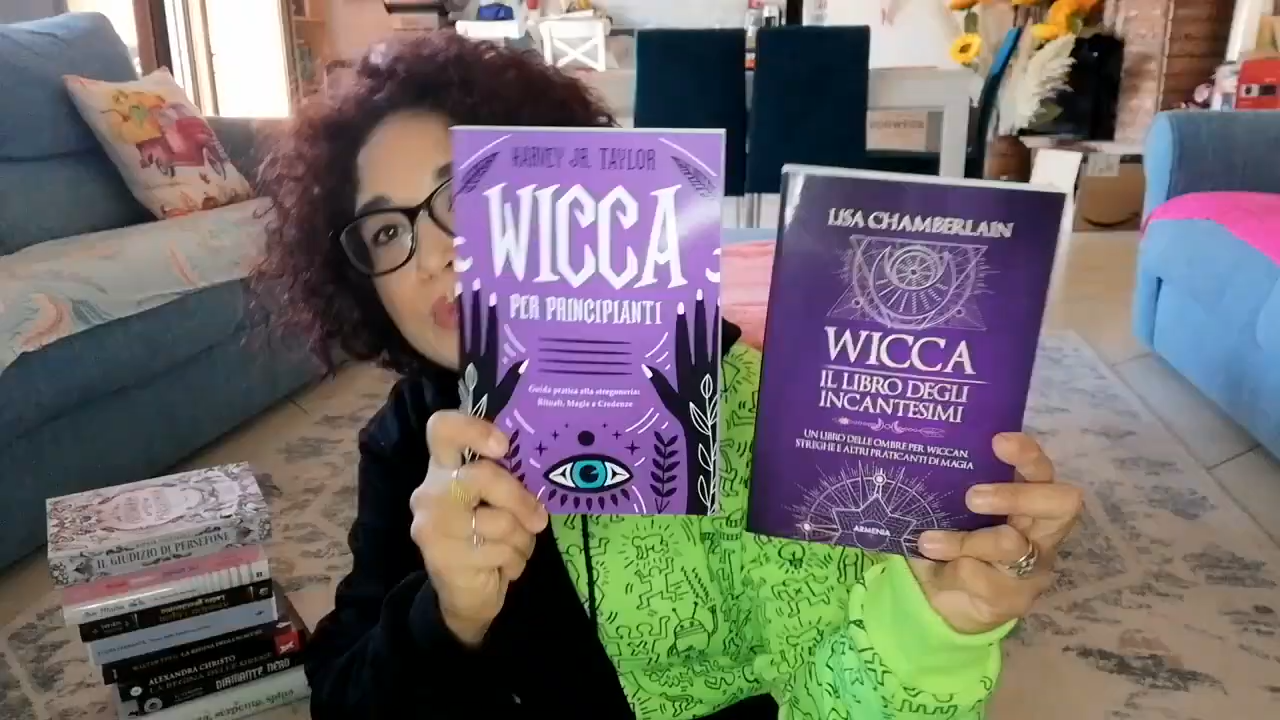 HARVEY JR. TAYLOR
WICCA
PER PRINCIPIANTI
Guida pratica alla stregoneria:
Rituali, Magia e Credenze
LISA CHAMBERLAIN
WICCA
IL LIBRO DEGLI
INCANTESIMI
UN LIBRO DELLE OMBRE PER WICCAN,
STREGHE E ALTRI PRATICANTI DI MAGIA
ARMENIA
IL GIUDIZIO DI PERSEFONE
ALEXANDRA CHRISTO
LA REGINA DELLE SIRENE
DIAMANTE NERO